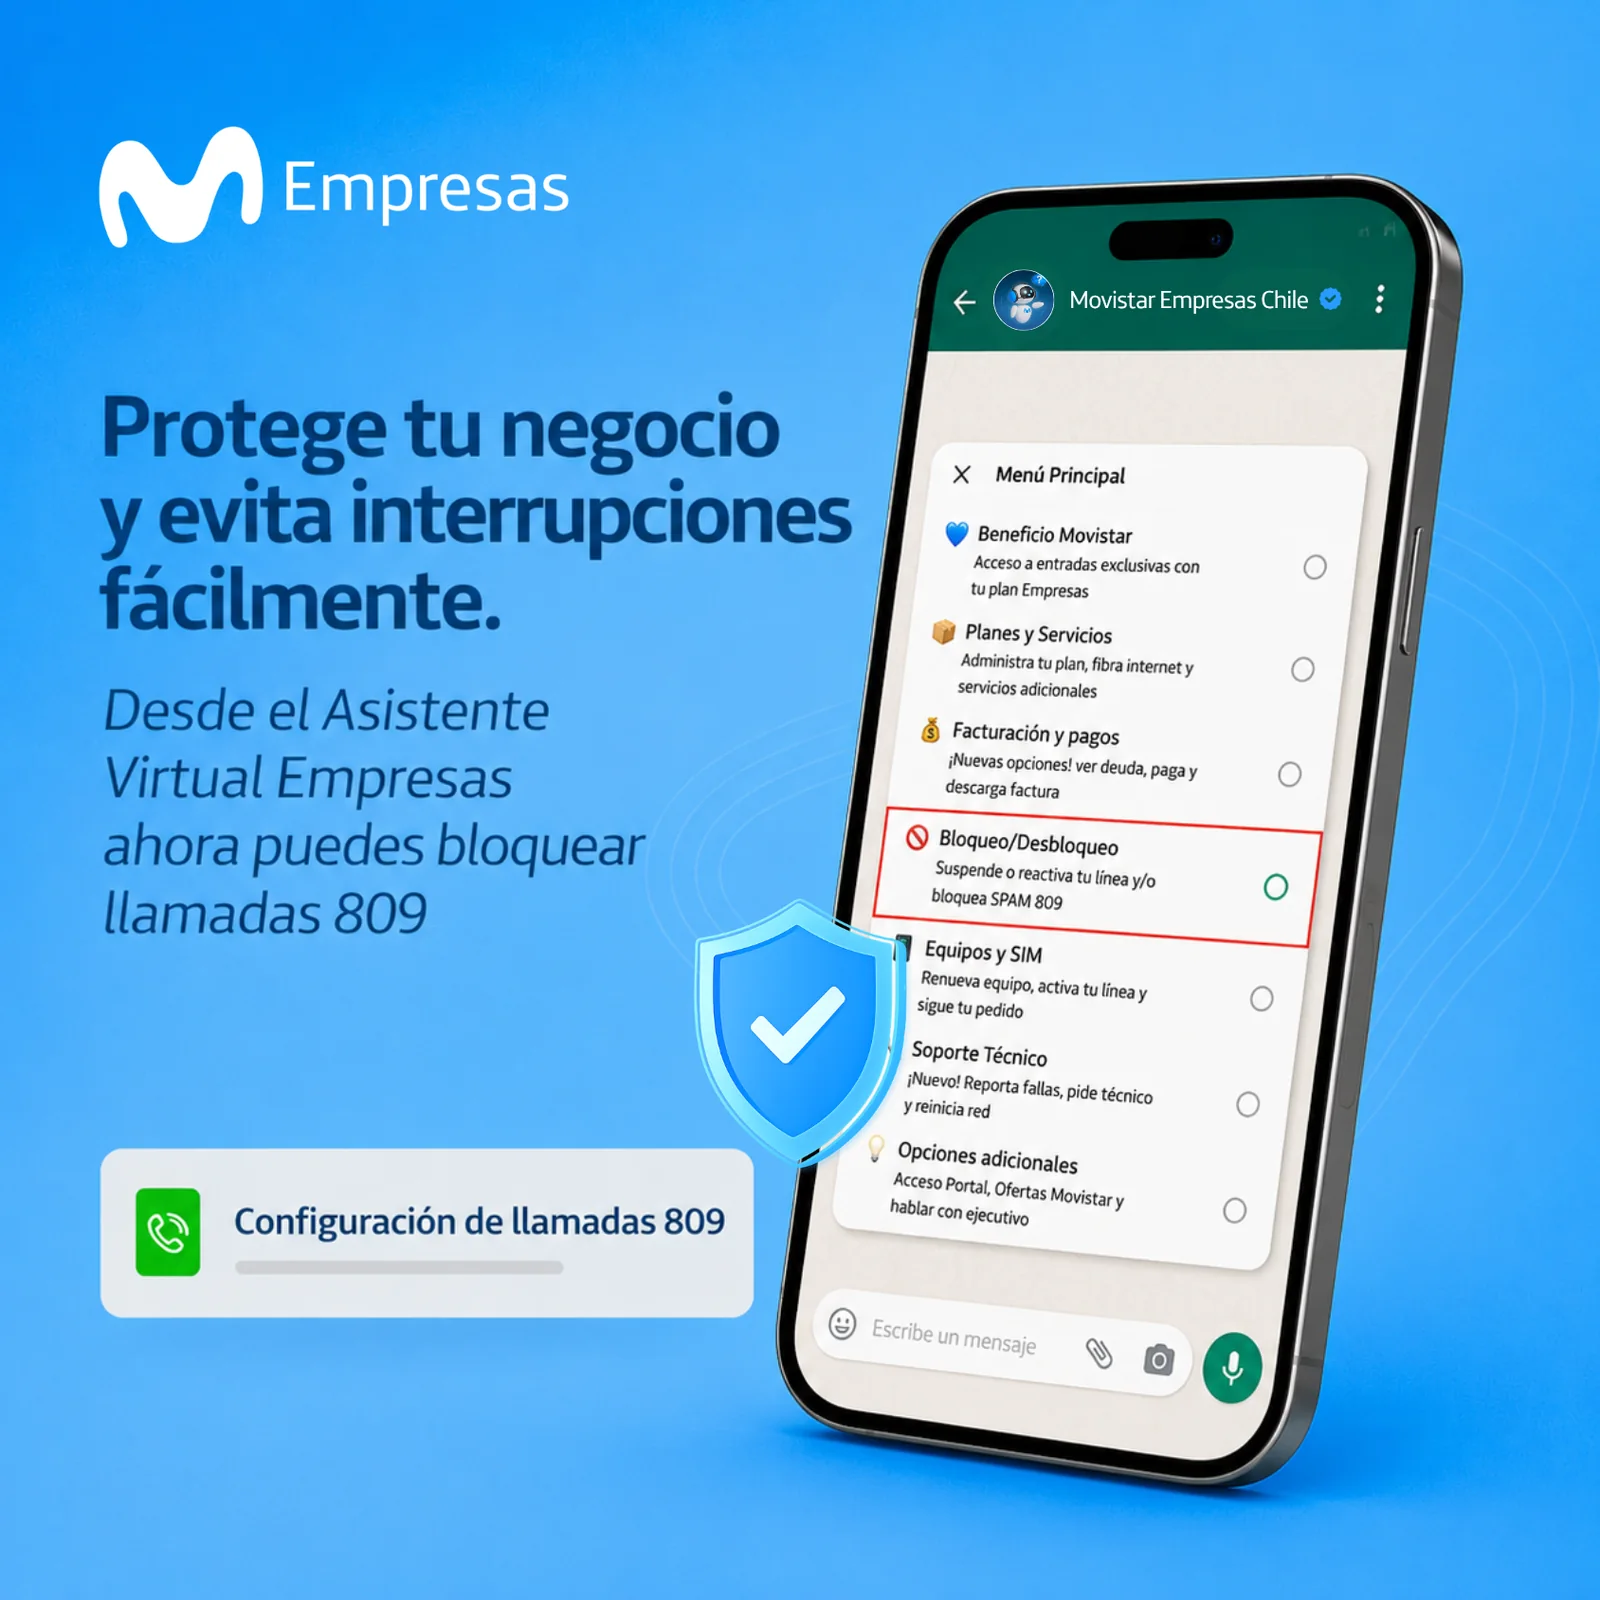 Empresas
Protege tu negocio
y evita interrupciones
fácilmente.
Desde el Asistente
Virtual Empresas
ahora puedes bloquear
llamadas 809
Configuración de llamadas 809
Movistar Empresas Chile
Menú Principal
Beneficio Movistar
Acceso a entradas exclusivas con
tu plan Empresas
Planes y Servicios
Administra tu plan, fibra internet y
servicios adicionales
Facturación y pagos
¡Nuevas opciones! ver deuda, paga y
descarga factura
Bloqueo/Desbloqueo
Suspende o reactiva tu línea y/o
bloquea SPAM 809
Equipos y SIM
Renueva equipo, activa tu línea y
sigue tu pedido
Soporte Técnico
¡Nuevo! Reporta fallas, pide técnico
y reinicia red
Opciones adicionales
Acceso Portal, Ofertas Movistar y
hablar con ejecutivo
Escribe un mensaje